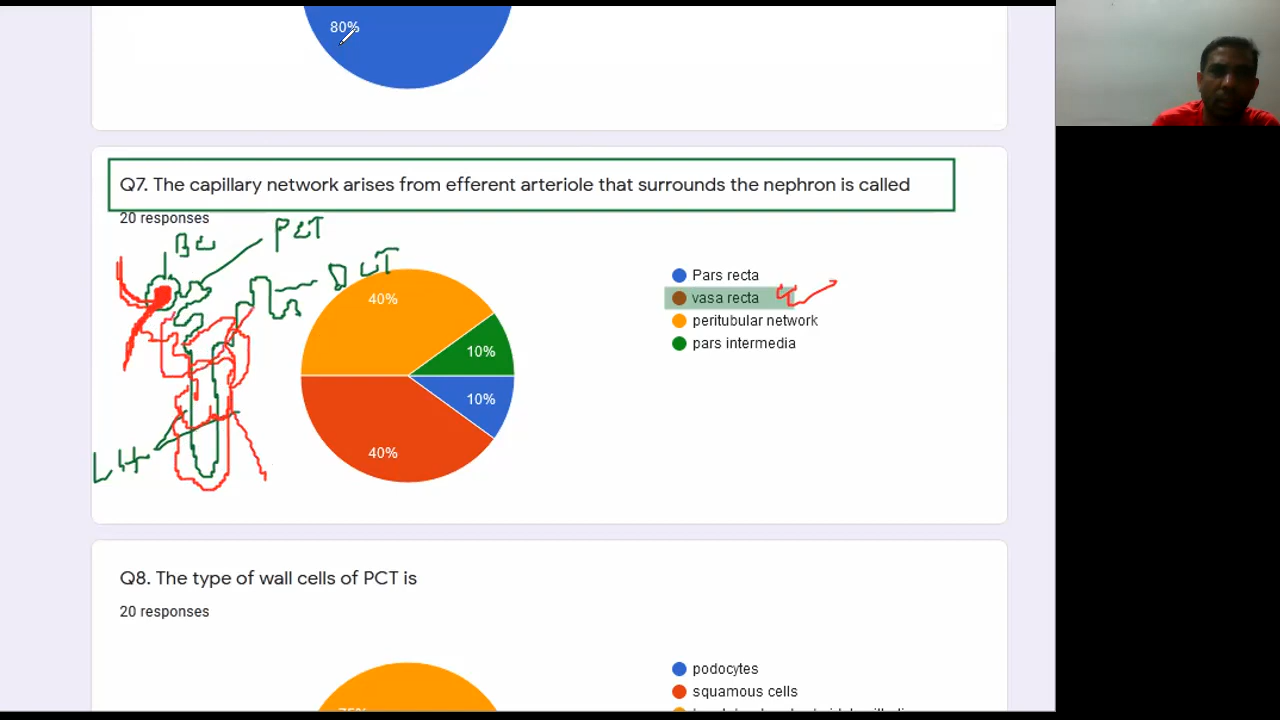 80%
Q7. The capillary network arises from efferent arteriole that surrounds the nephron is called
20 responses
BC
PCT
DCT
LH
40%
10%
10%
40%
Pars recta
vasa recta
peritubular network
pars intermedia
Q8. The type of wall cells of PCT is
20 responses
podocytes
squamous cells